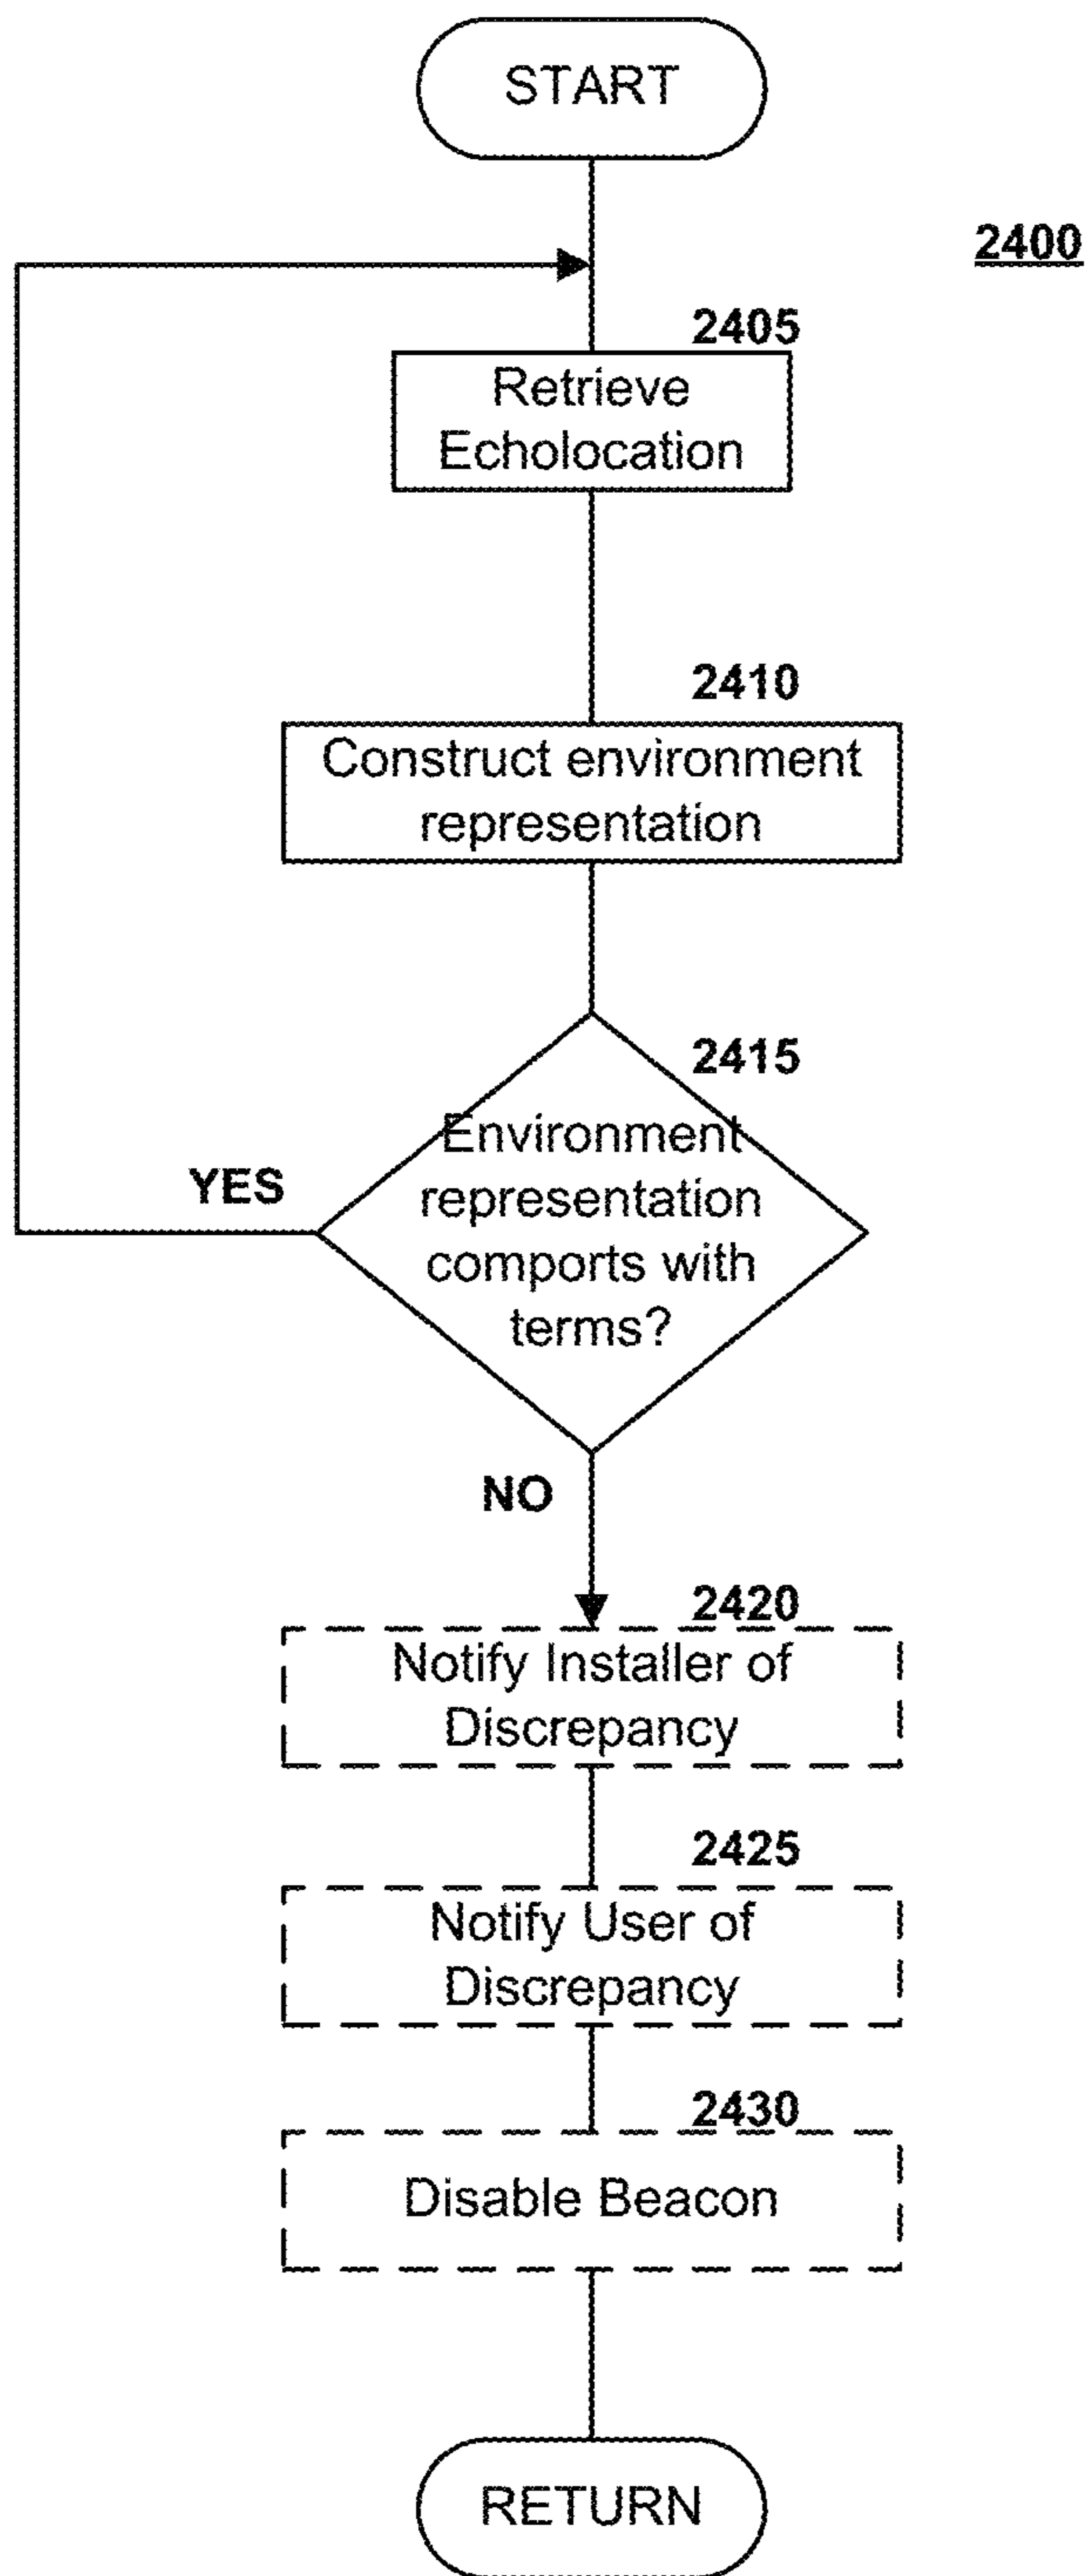 START
2400
2405
Retrieve
Echolocation
2410
Construct environment
representation
2415
Environment
representation
comports with
terms?
YES
NO
2420
Notify Installer of
Discrepancy
2425
Notify User of
Discrepancy
2430
Disable Beacon
RETURN